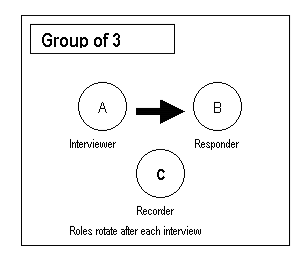 Group of 3
A
B
Interviewer
Responder
C
Recorder
Roles rotate after each interview